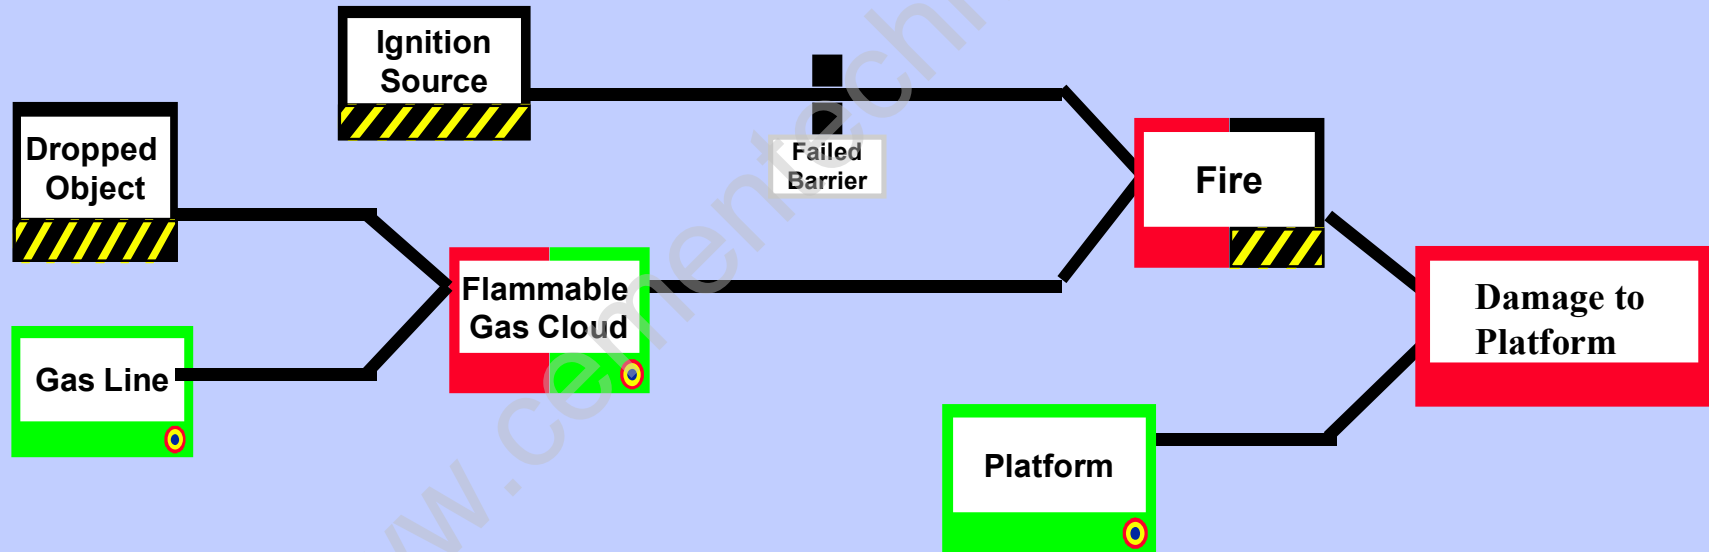 Ignition
Source
Dropped
Object
Failed
Barrier
Fire
Flammable
Gas Cloud
Damage to
Platform
Gas Line
Platform